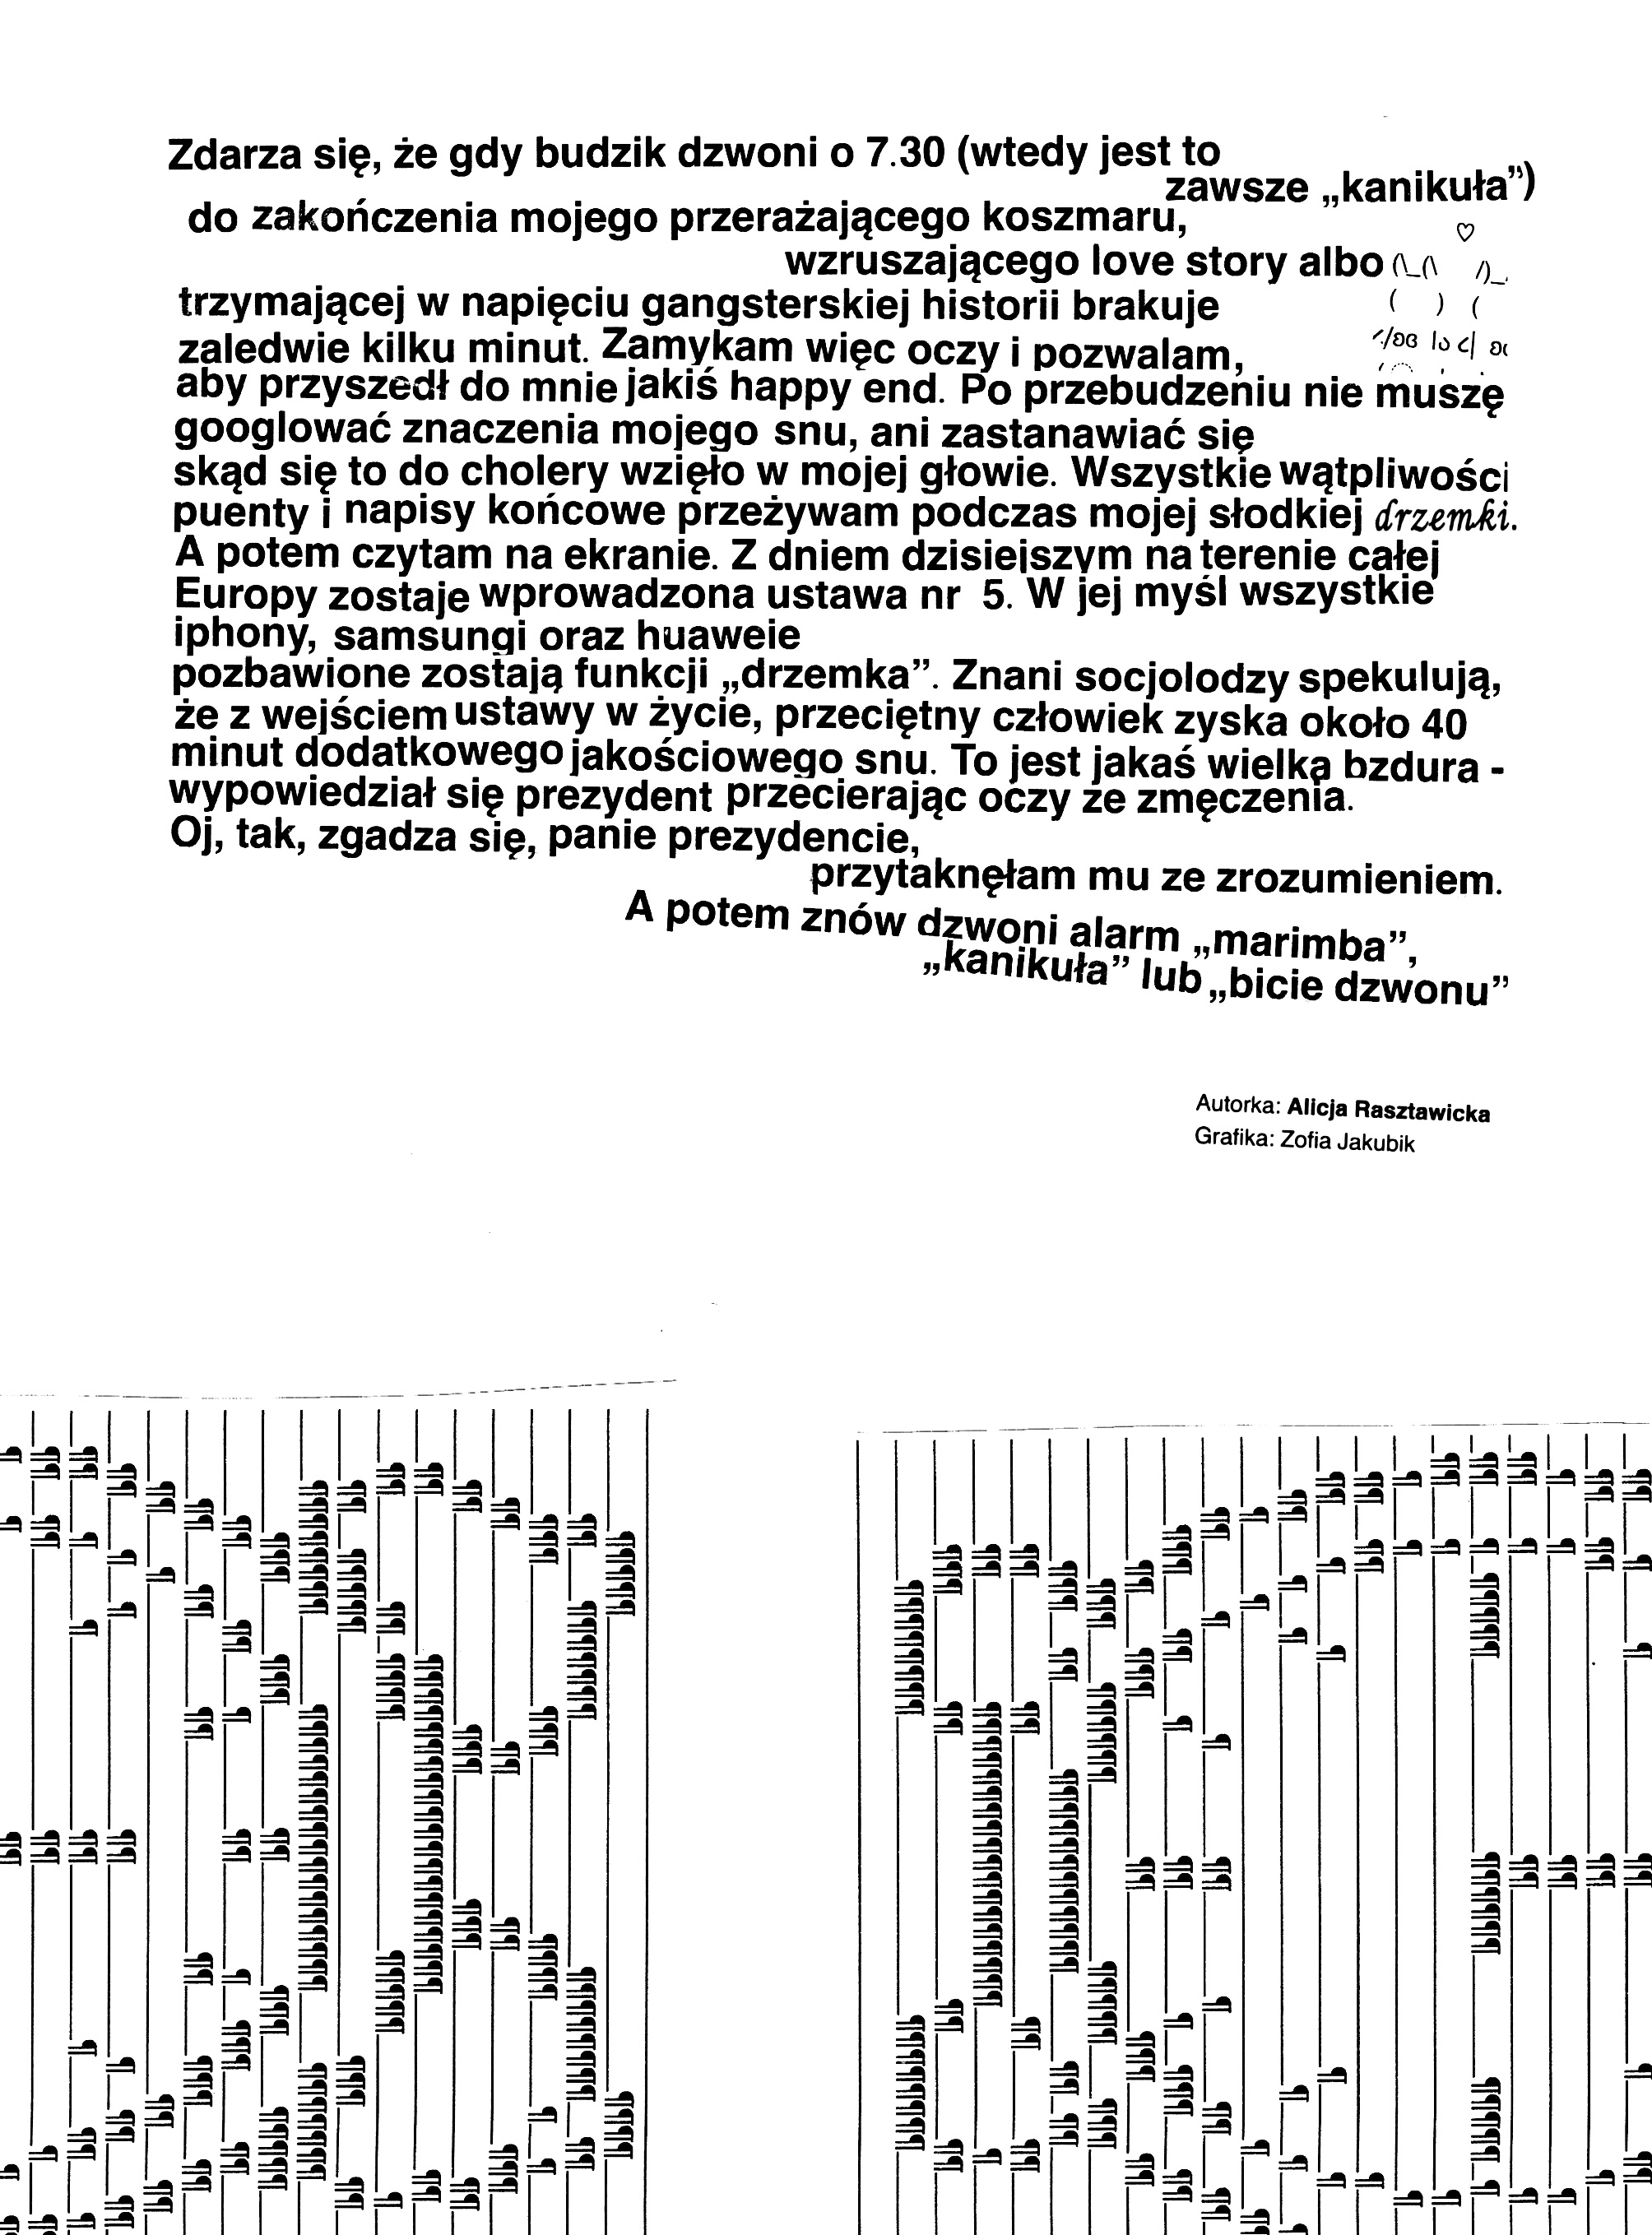 Zdarza się, że gdy budzik dzwoni o 7.30 (wtedy jest to
zawsze „kanikuła”)
do zakończenia mojego przerażającego koszmaru,
wzruszającego love story albo
trzymającej w napięciu gangsterskiej historii brakuje
zaledwie kilku minut. Zamykam więc oczy i pozwalam,
aby przyszedł do mnie jakiś happy end. Po przebudzeniu nie muszę
googlować znaczenia mojego snu, ani zastanawiać się
skąd się to do cholery wzięło w mojej głowie. Wszystkie wątpliwości
puenty i napisy końcowe przeżywam podczas mojej słodkiej drzemki.
A potem czytam na ekranie. Z dniem dzisiejszym na terenie całej
Europy zostaje wprowadzona ustawa nr 5. W jej myśl wszystkie
iphony, samsungi oraz huaweie
pozbawione zostają funkcji „drzemka”. Znani socjolodzy spekulują,
że z wejściem ustawy w życie, przeciętny człowiek zyska około 40
minut dodatkowego jakościowego snu. To jest jakaś wielka bzdura -
wypowiedział się prezydent przecierając oczy ze zmęczenia.
Oj, tak, zgadza się, panie prezydencie,
przytaknęłam mu ze zrozumieniem.
A potem znów dzwoni alarm „marimba”,
„kanikuła” lub „bicie dzwonu”
Autorka: Alicja Rasztawicka
Grafika: Zofia Jakubik